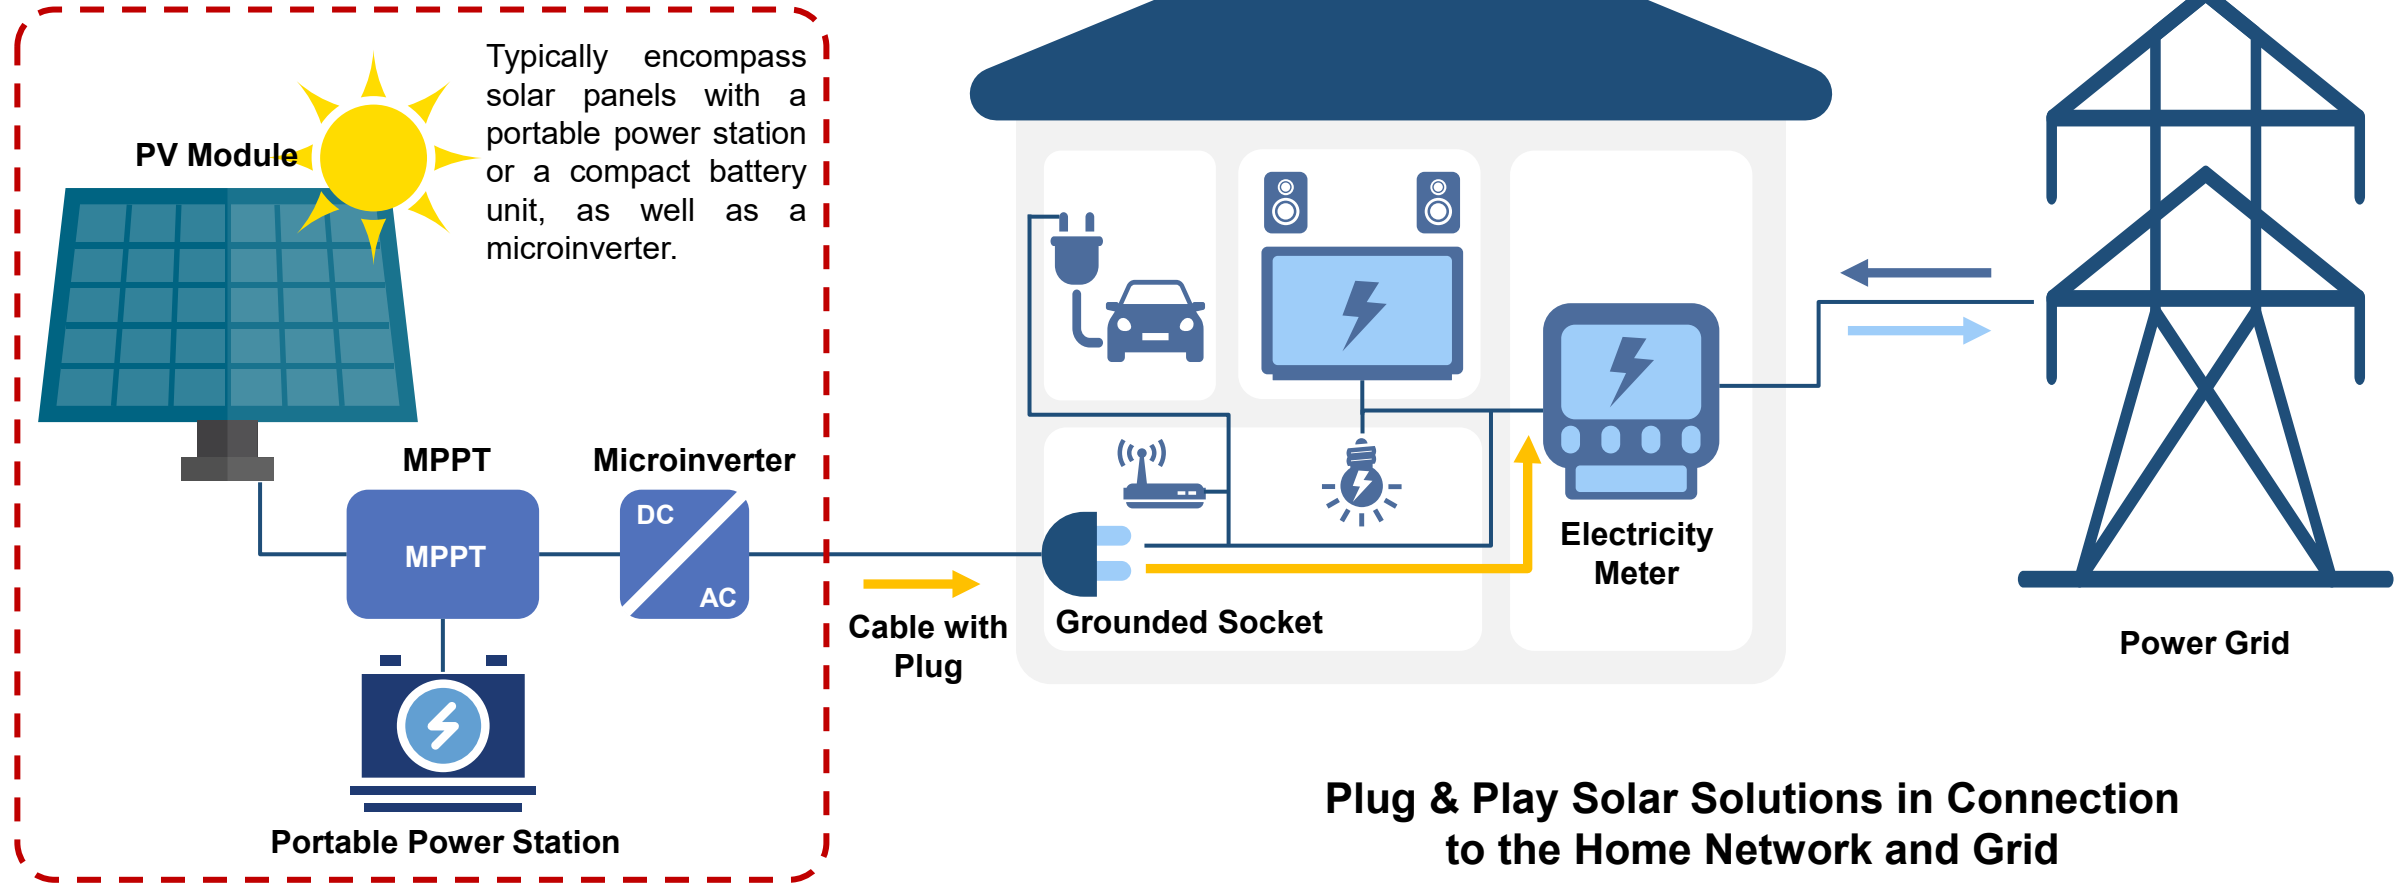 Typically encompass
solar panels with a
portable power station
or a compact battery
unit, as well as a
microinverter.
PV Module
MPPT
Microinverter
DC
MPPT
AC
Portable Power Station
Cable with
Plug
Grounded Socket
Electricity
Meter
Power Grid
Plug & Play Solar Solutions in Connection
to the Home Network and Grid